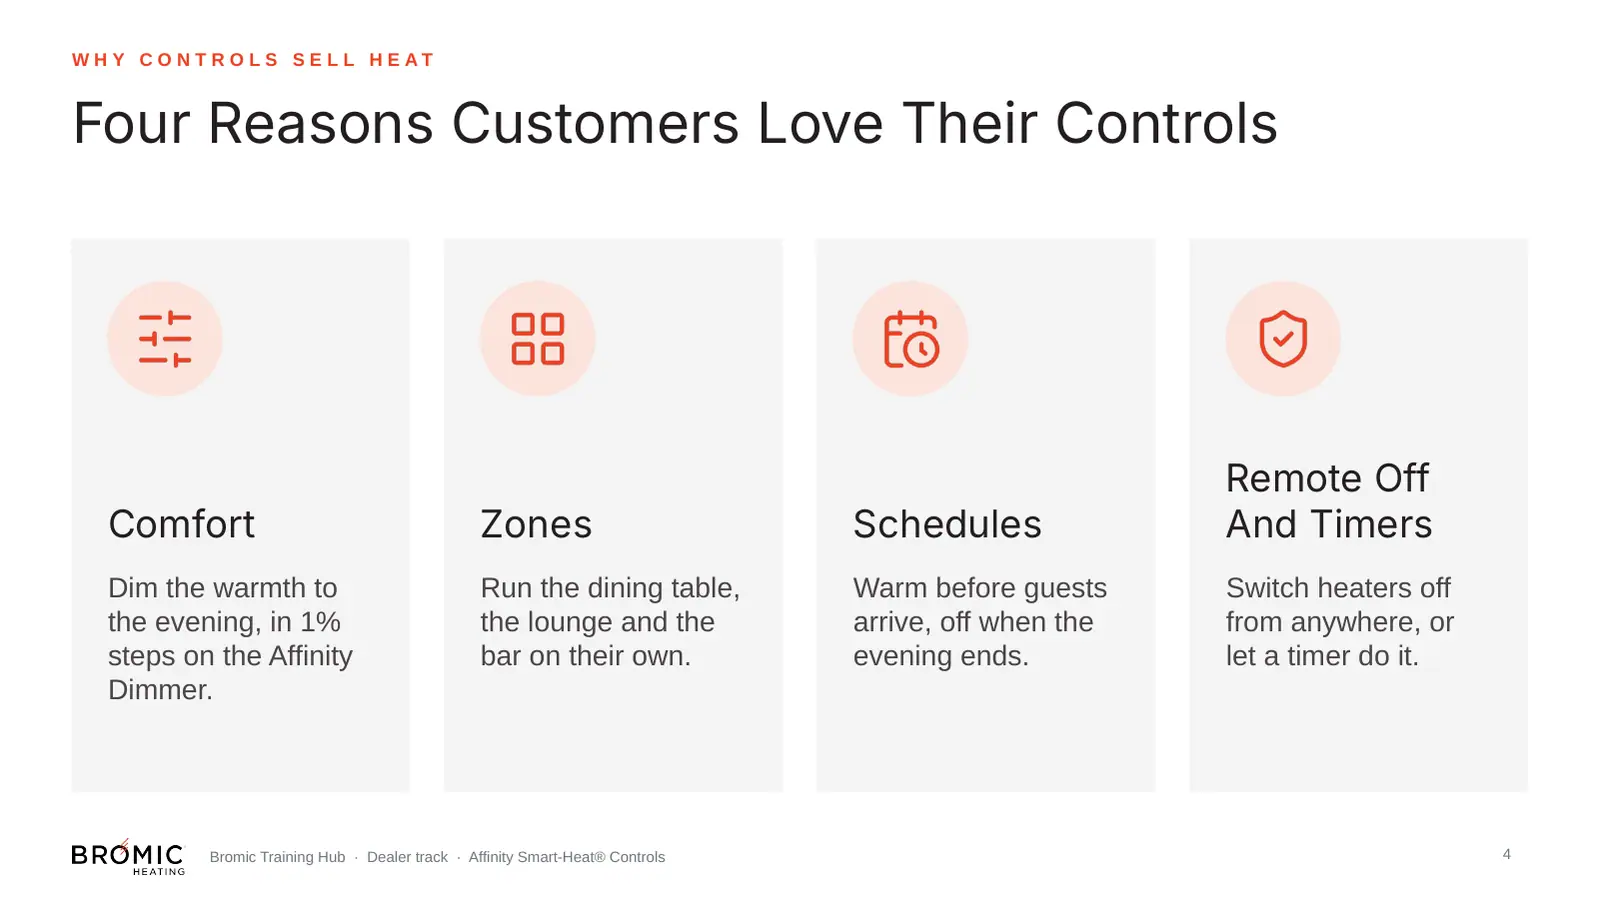 WHY CONTROLS SELL HEAT
Four Reasons Customers Love Their Controls
Comfort
Dim the warmth to
the evening, in 1%
steps on the Affinity
Dimmer.
Zones
Run the dining table,
the lounge and the
bar on their own.
Schedules
Warm before guests
arrive, off when the
evening ends.
Remote Off
And Timers
Switch heaters off
from anywhere, or
let a timer do it.
BROMIC
HEATING
Bromic Training Hub · Dealer track · Affinity Smart-Heat® Controls
4